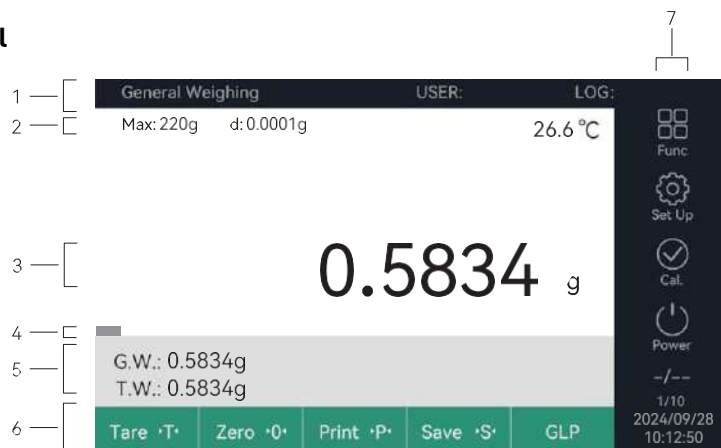 7
l
1
General Weighing USER: LOG:
2
Max: 220g d: 0.0001g 26.6 °C
Func
Set Up
3
0.5834 g
Cal.
4
Power
5
G.W.: 0.5834g
T.W.: 0.5834g
-/--
1/10
2024/09/28
10:12:50
6
Tare ·T· Zero ·0· Print ·P· Save ·S· GLP